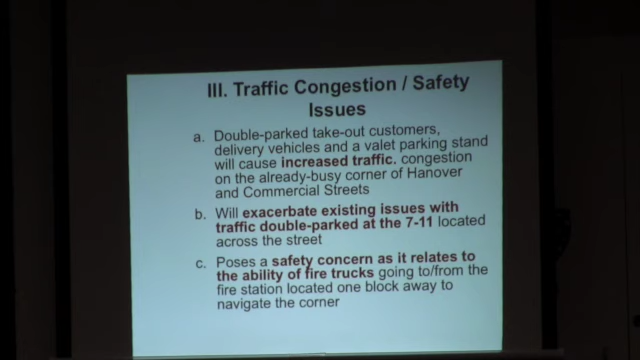 III. Traffic Congestion / Safety
Issues
a. Double-parked take-out customers,
delivery vehicles and a valet parking stand
will cause increased traffic. congestion
on the already-busy corner of Hanover
and Commercial Streets
b. Will exacerbate existing issues with
traffic double-parked at the 7-11 located
across the street
c. Poses a safety concern as it relates to
the ability of fire trucks going to/from the
fire station located one block away to
navigate the corner